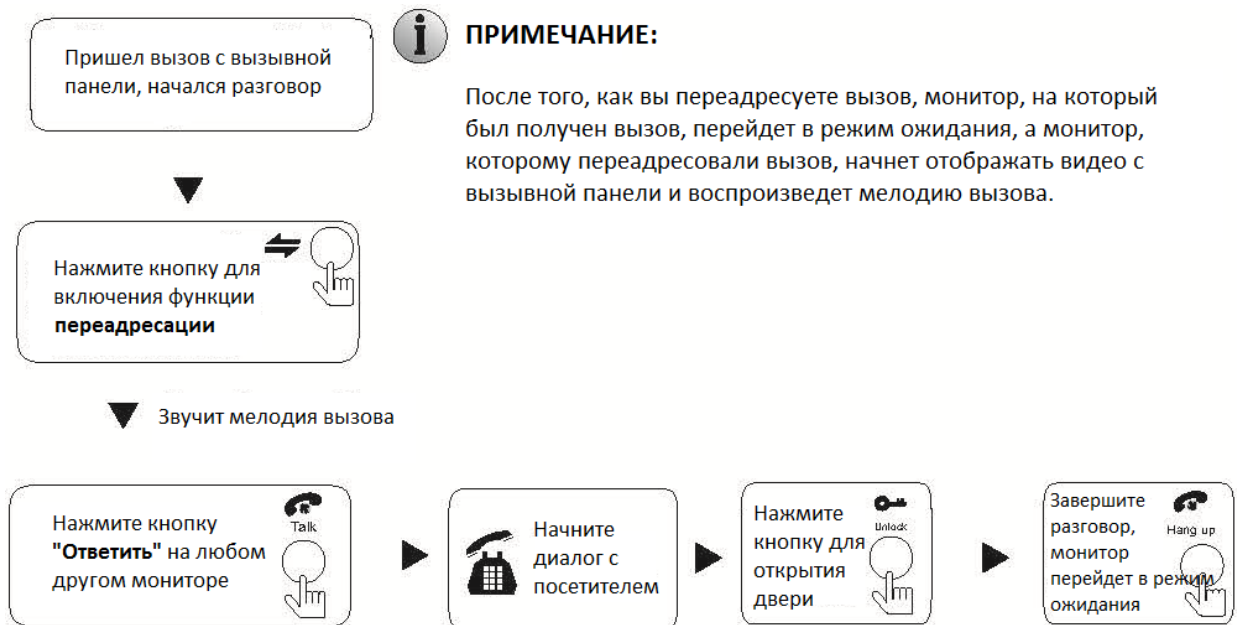 Пришел вызов с вызывной
панели, начался разговор
ПРИМЕЧАНИЕ:
После того, как вы переадресуете вызов, монитор, на который
был получен вызов, перейдет в режим ожидания, а монитор,
которому переадресовали вызов, начнет отображать видео с
вызывной панели и воспроизведет мелодию вызова.
Нажмите кнопку для
включения функции
переадресации
Звучит мелодия вызова
Нажмите кнопку
"Ответить" на любом
другом мониторе
Talk
Начните
диалог с
посетителем
Нажмите
кнопку для
открытия
двери
Unlock
Завершите
разговор,
монитор
перейдет в режим
ожидания
Hang up